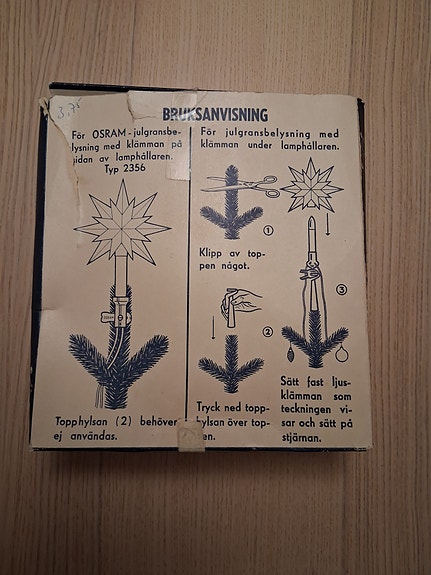 3,75
BRUKSANVISNING
För OSRAM-julgransbe-
lysning med klämman på
sidan av lamphållaren.
Typ 2356
Topphylsan (2) behöver
ej användas.
För julgransbelysning med
klämman under lamphållaren.
1
Klipp av top-
pen något.
2
Tryck ned topp-
hylsan över top-
pen.
3
Sätt fast ljus-
klämman som
teckningen vi-
sar och sätt på
stjärnan.